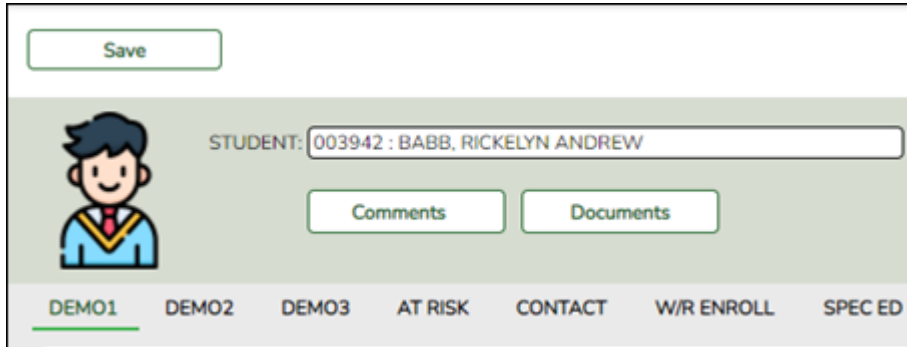 Save
STUDENT: 003942 : BABB, RICKELYN ANDREW
Comments Documents
DEMO1 DEMO2 DEMO3 AT RISK CONTACT W/R ENROLL SPEC ED